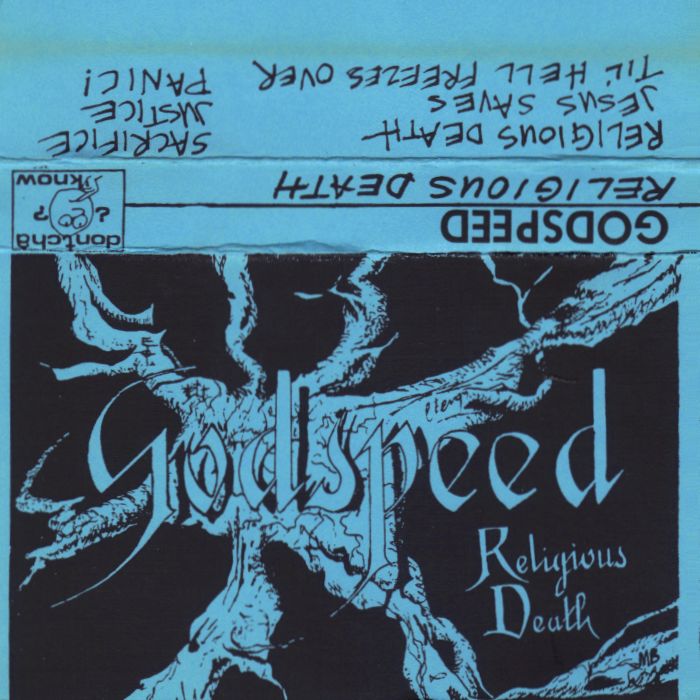 GODSPEED
RELIGIOUS DEATH
dontcha
? ?
know
RELIGIOUS DEATH
JESUS SAVES
TIL' HELL FREEZES OVER
SACRIFICE
JUSTICE
PANIC!
Godspeed
Religious
Death
MB